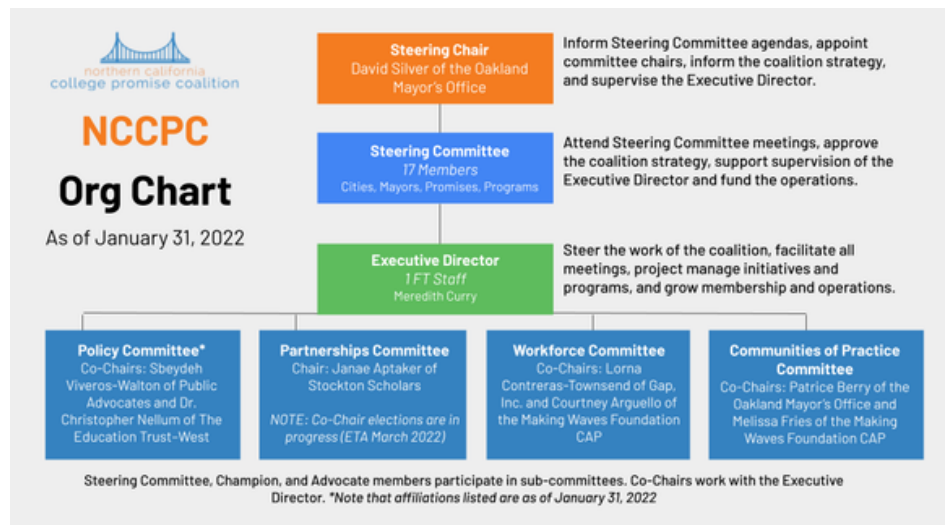 northern california
college promise coalition
NCCPC
Org Chart
As of January 31, 2022
Steering Chair
David Silver of the Oakland
Mayor's Office
Inform Steering Committee agendas, appoint
committee chairs, inform the coalition strategy,
and supervise the Executive Director.
Steering Committee
17 Members
Cities, Mayors, Promises, Programs
Attend Steering Committee meetings, approve
the coalition strategy, support supervision of the
Executive Director and fund the operations.
Executive Director
1 FT Staff
Meredith Curry
Steer the work of the coalition, facilitate all
meetings, project manage initiatives and
programs, and grow membership and operations.
Policy Committee*
Co-Chairs: Sbeydeh
Viveros-Walton of Public
Advocates and Dr.
Christopher Nellum of The
Education Trust–West
Partnerships Committee
Chair: Janae Aptaker of
Stockton Scholars
NOTE: Co-Chair elections are in
progress (ETA March 2022)
Workforce Committee
Co-Chairs: Lorna
Contreras-Townsend of Gap,
Inc. and Courtney Arguello of
the Making Waves Foundation
CAP
Communities of Practice
Committee
Co-Chairs: Patrice Berry of the
Oakland Mayor's Office and
Melissa Fries of the Making
Waves Foundation CAP
Steering Committee, Champion, and Advocate members participate in sub-committees. Co-Chairs work with the Executive
Director. *Note that affiliations listed are as of January 31, 2022